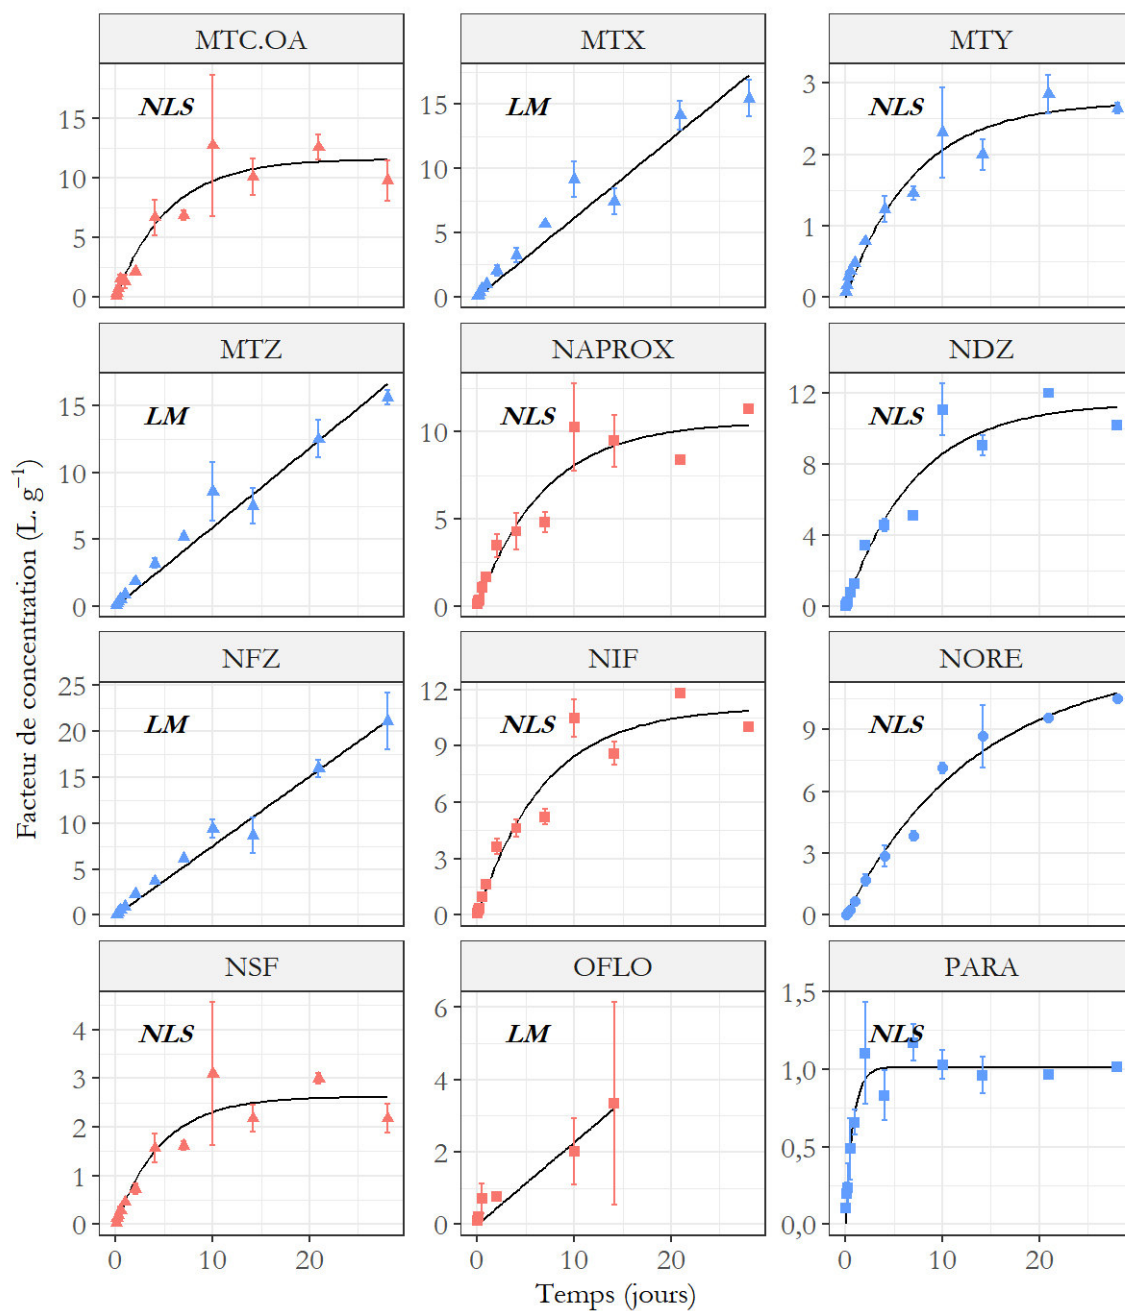 MTC.OA MTX MTY
NLS LM NLS
15 10 5 0
15 10 5 0
3 2 1 0
MTZ NAPROX NDZ
LM NLS NLS
15 10 5 0
10 5 0
12 8 4 0
NFZ NIF NORE
LM NLS NLS
25 20 15 10 5 0
12 9 6 3 0
9 6 3 0
NSF OFLO PARA
NLS LM NLS
4 3 2 1 0
6 4 2 0
1,5 1,0 0,5 0,0
0 10 20 0 10 20 0 10 20
Temps (jours)
Facteur de concentration (L. g⁻¹)